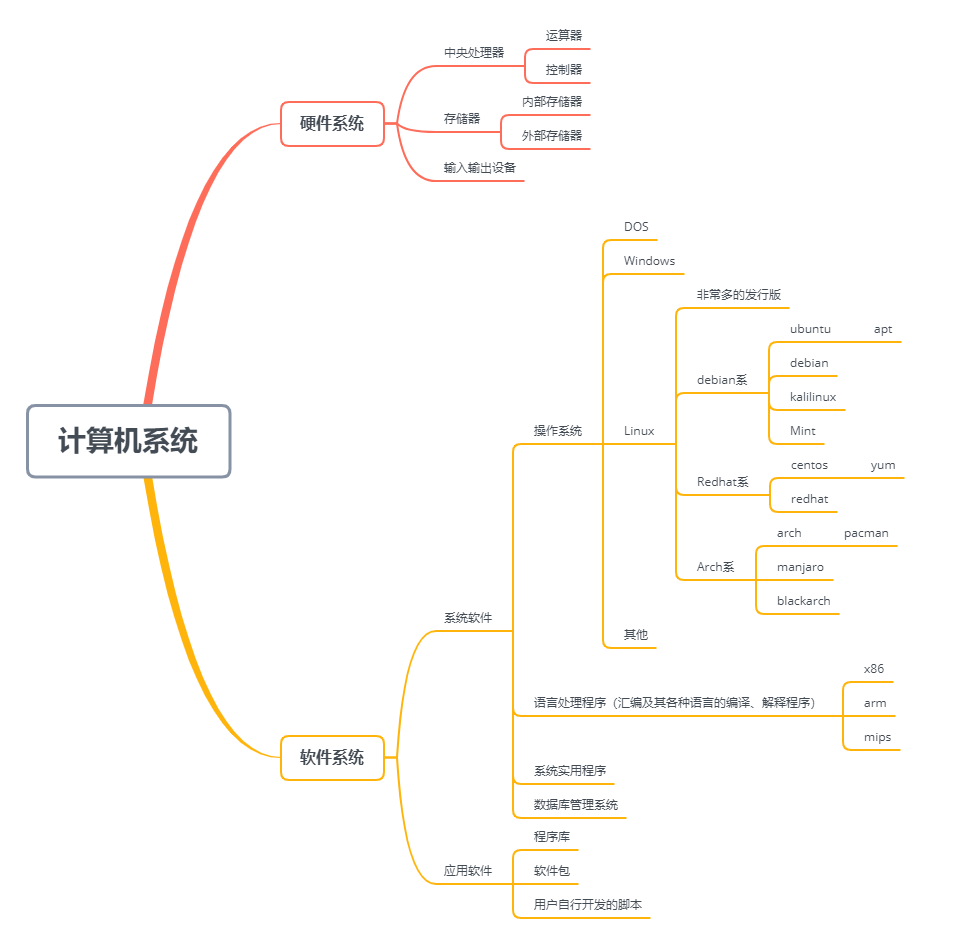 计算机系统
硬件系统
中央处理器
运算器
控制器
存储器
内部存储器
外部存储器
输入输出设备
软件系统
系统软件
操作系统
DOS
Windows
Linux
非常多的发行版
debian系
ubuntu
apt
debian
kalilinux
Mint
Redhat系
centos
yum
redhat
Arch系
arch
pacman
manjaro
blackarch
其他
语言处理程序（汇编及其各种语言的编译、解释程序）
x86
arm
mips
系统实用程序
数据库管理系统
应用软件
程序库
软件包
用户自行开发的脚本